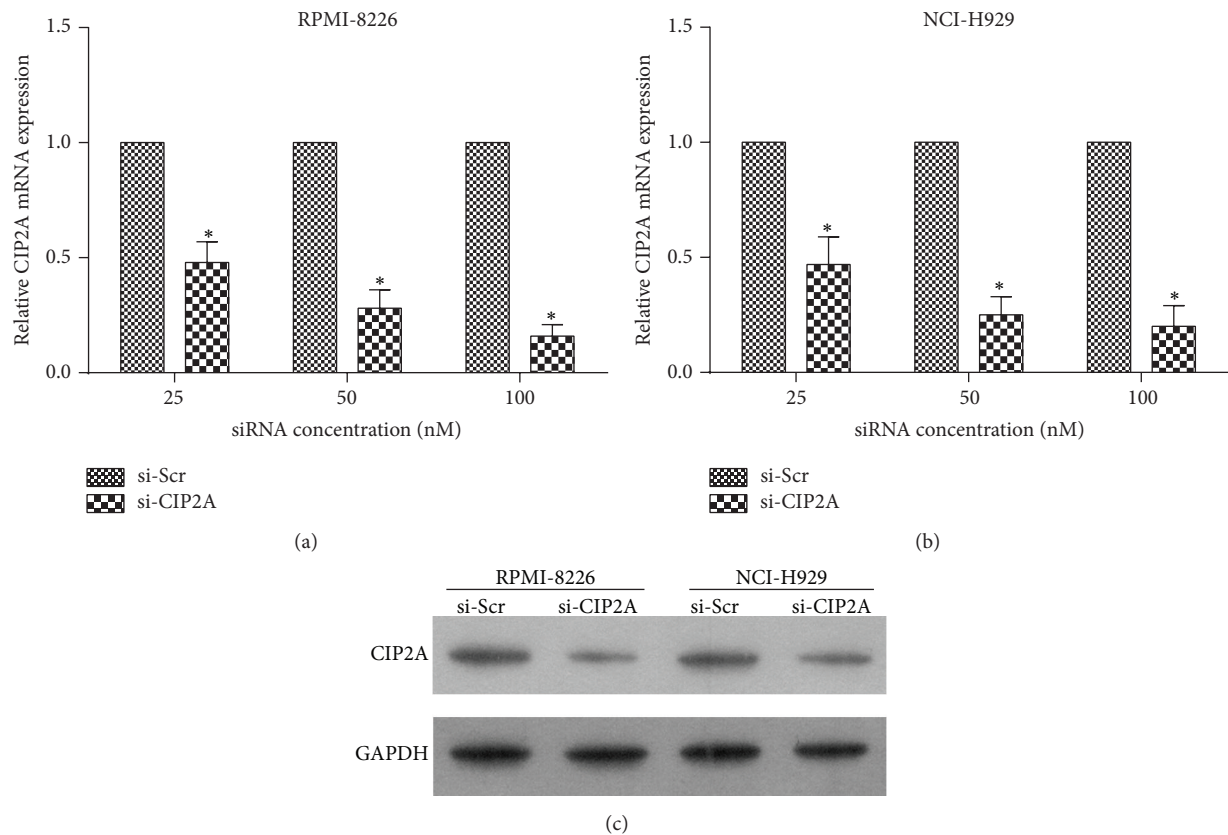 RPMI-8226
1.5
1.0
0.5
0.0
Relative CIP2A mRNA expression
*
*
*
25
50
100
siRNA concentration (nM)
si-Scr
si-CIP2A
(a)
NCI-H929
1.5
1.0
0.5
0.0
Relative CIP2A mRNA expression
*
*
*
25
50
100
siRNA concentration (nM)
si-Scr
si-CIP2A
(b)
RPMI-8226 NCI-H929
si-Scr si-CIP2A si-Scr si-CIP2A
CIP2A
GAPDH
(c)